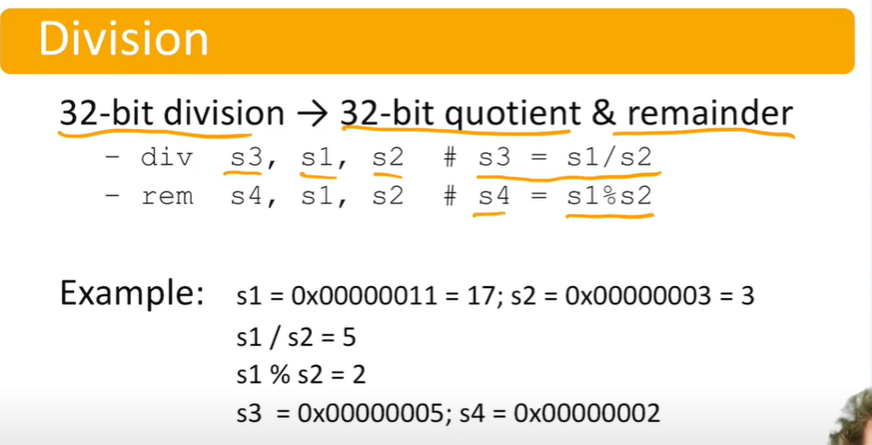 Division
32-bit division → 32-bit quotient & remainder
– div s3, s1, s2 # s3 = s1/s2
– rem s4, s1, s2 # s4 = s1%s2
Example: s1 = 0x00000011 = 17; s2 = 0x00000003 = 3
s1 / s2 = 5
s1 % s2 = 2
s3 = 0x00000005; s4 = 0x00000002